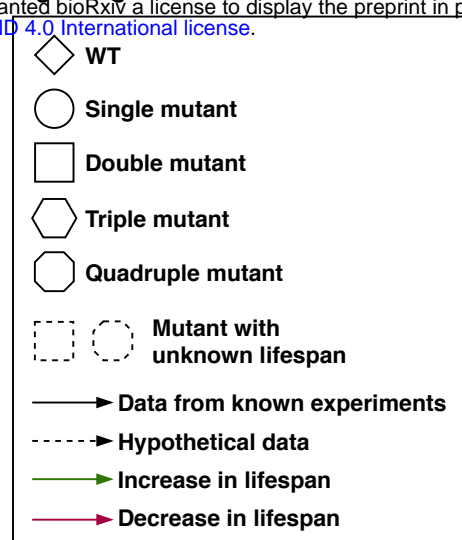 anted bioRxiv a license to display the preprint in p
ND 4.0 International license.
WT
Single mutant
Double mutant
Triple mutant
Quadruple mutant
Mutant with
unknown lifespan
Data from known experiments
Hypothetical data
Increase in lifespan
Decrease in lifespan